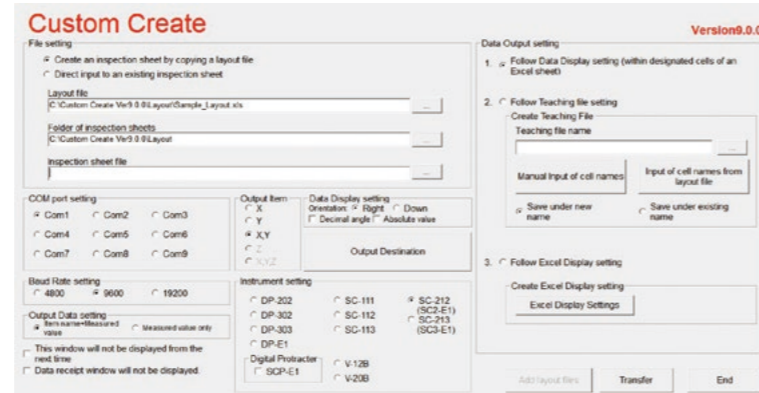 Custom Create
Version9.0.0
File setting
Create an inspection sheet by copying a layout file
Direct input to an existing inspection sheet
Layout file
C:\Custom Create Ver9.0.0\Layout\Sample_Layout.xls
...
Folder of inspection sheets
C:\Custom Create Ver9.0.0\Layout
...
Inspection sheet file
...
COM port setting
Com1 Com2 Com3
Com4 Com5 Com6
Com7 Com8 Com9
Output Item
X
Y
X,Y
Z
X,Y,Z
Data Display setting
Orientation: Right Down
Decimal angle Absolute value
Output Destination
Baud Rate setting
4800 9600 19200
Output Data setting
Item name+Measured value
Measured value only
This window will not be displayed from the
next time
Data receipt window will not be displayed.
Instrument setting
DP-202 SC-111 SC-212
(SC2-E1)
DP-302 SC-112 SC-213
(SC3-E1)
DP-303 SC-113
DP-E1
Digital Protracter
SCP-E1
V-12B
V-20B
Data Output setting
1. Follow Data Display setting (within designated cells of an
Excel sheet)
2. Follow Teaching file setting
Create Teaching File
Teaching file name
...
Manual Input of cell names
Input of cell names from
layout file
Save under new
name
Save under existing
name
3. Follow Excel Display setting
Create Excel Display setting
Excel Display Settings
Add layout files
Transfer
End